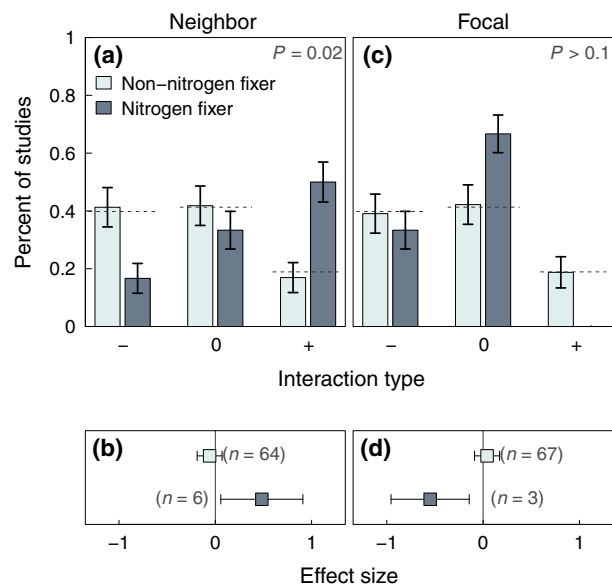 Neighbor
Focal
(a)
P = 0.02
(c)
P > 0.1
Non–nitrogen fixer
Nitrogen fixer
Percent of studies
1
0.8
0.6
0.4
0.2
0
– 0 +
– 0 +
Interaction type
(b)
(n = 64)
(n = 6)
(d)
(n = 67)
(n = 3)
−1 0 1
−1 0 1
Effect size